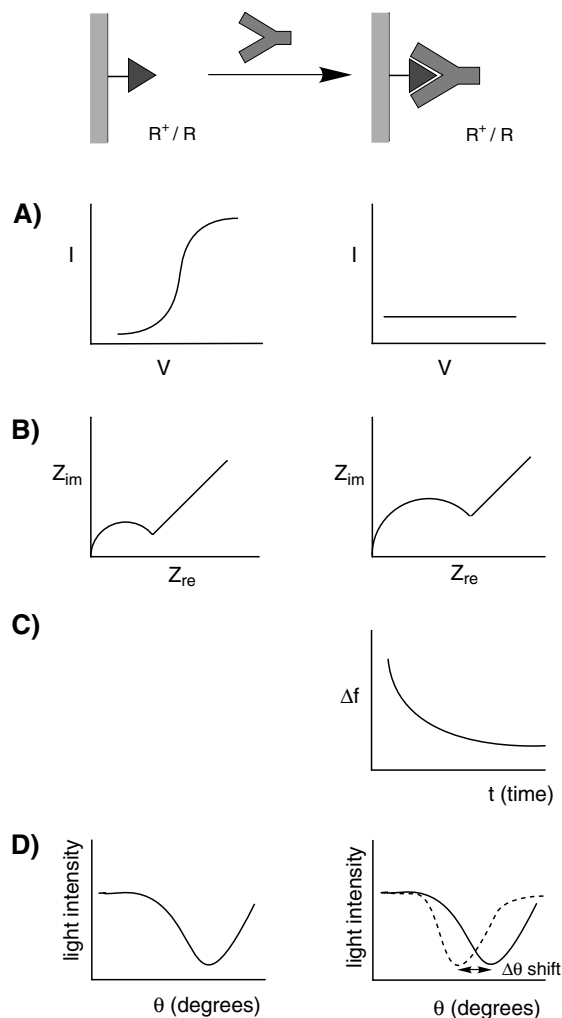 R⁺ / R R⁺ / R
A)
I I
V V
B)
Z_im Z_im
Z_re Z_re
C)
Δf
t (time)
D)
light intensity light intensity
Δθ shift
θ (degrees) θ (degrees)